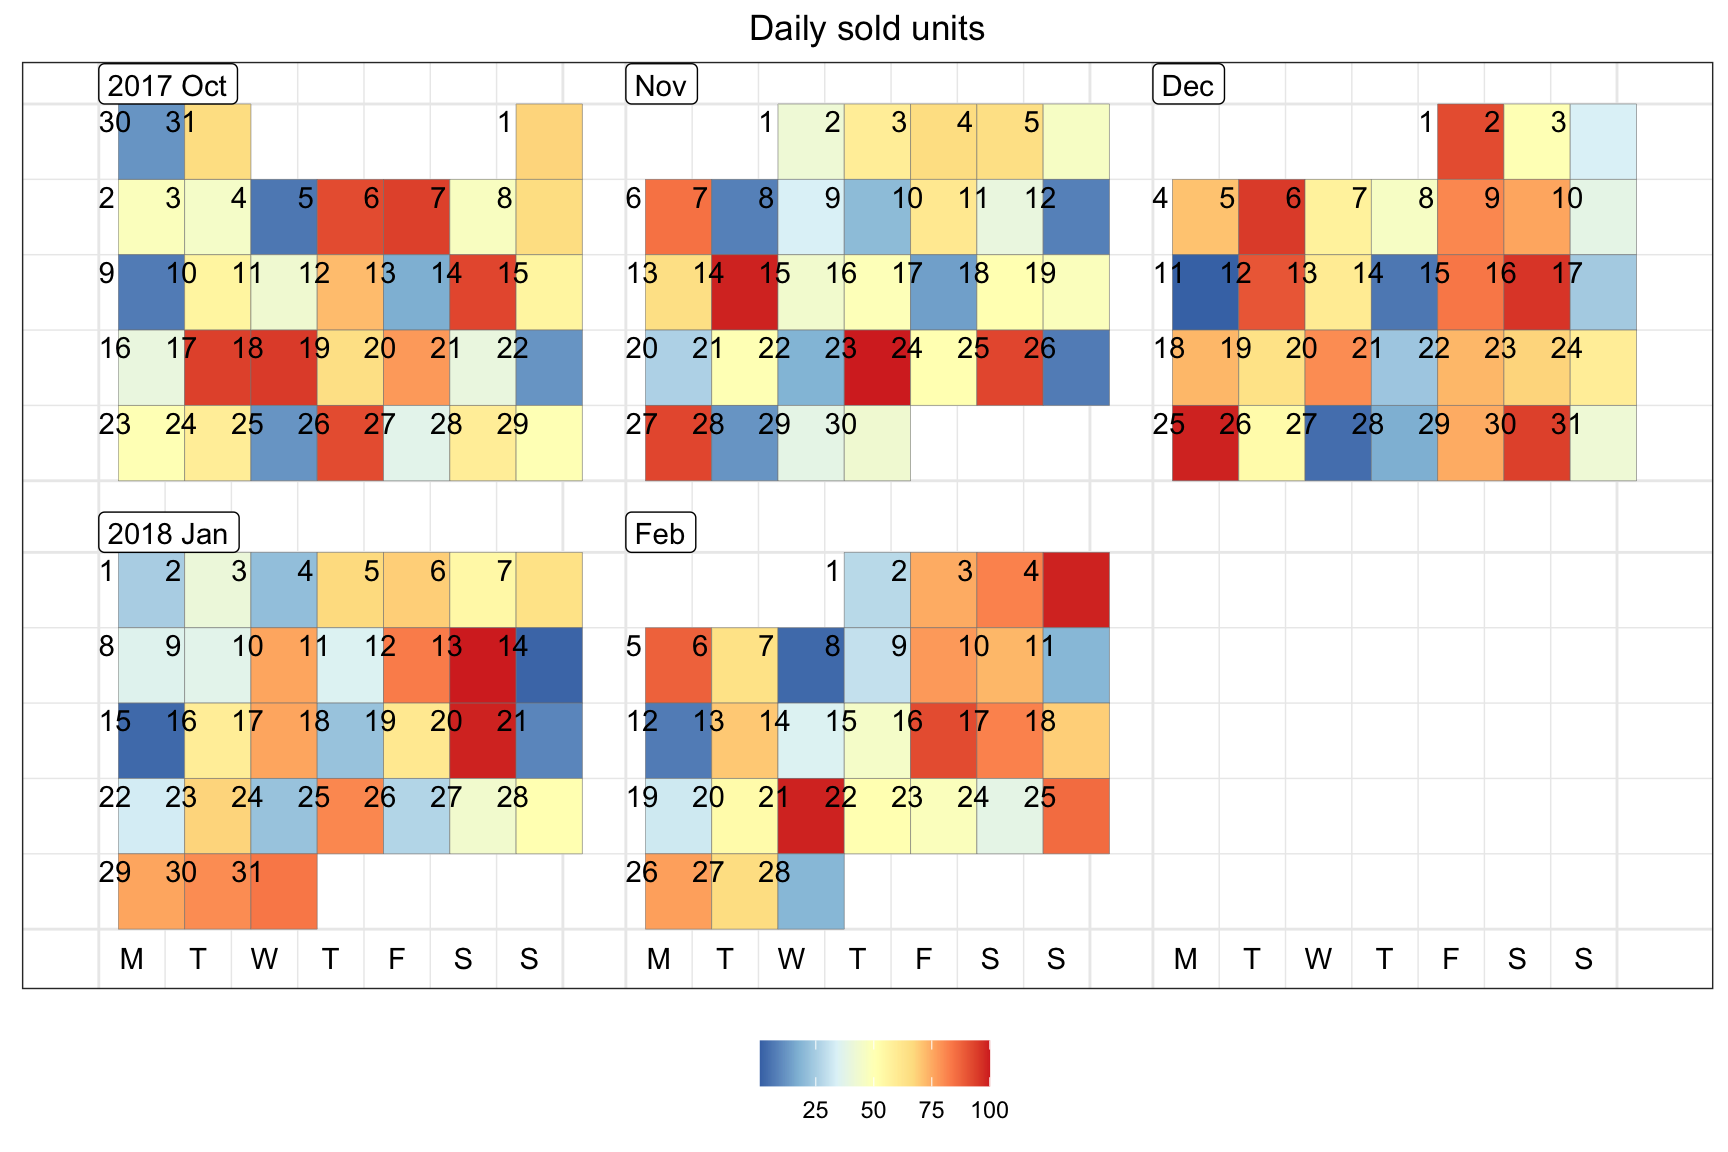 Daily sold units
2017 Oct Nov Dec
30 31 1 1 2 3 4 5 1 2 3
2 3 4 5 6 7 8 6 7 8 9 10 11 12 4 5 6 7 8 9 10
9 10 11 12 13 14 15 13 14 15 16 17 18 19 11 12 13 14 15 16 17
16 17 18 19 20 21 22 20 21 22 23 24 25 26 18 19 20 21 22 23 24
23 24 25 26 27 28 29 27 28 29 30 25 26 27 28 29 30 31
2018 Jan Feb
1 2 3 4 5 6 7 1 2 3 4
8 9 10 11 12 13 14 5 6 7 8 9 10 11
15 16 17 18 19 20 21 12 13 14 15 16 17 18
22 23 24 25 26 27 28 19 20 21 22 23 24 25
29 30 31 26 27 28
M T W T F S S M T W T F S S M T W T F S S
25 50 75 100